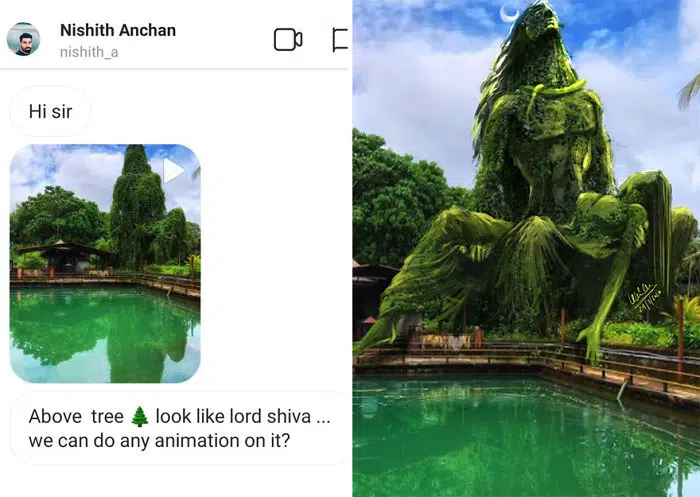 Nishith Anchan
nishith_a
Hi sir
Above tree 🌲 look like lord shiva ...
we can do any animation on it?